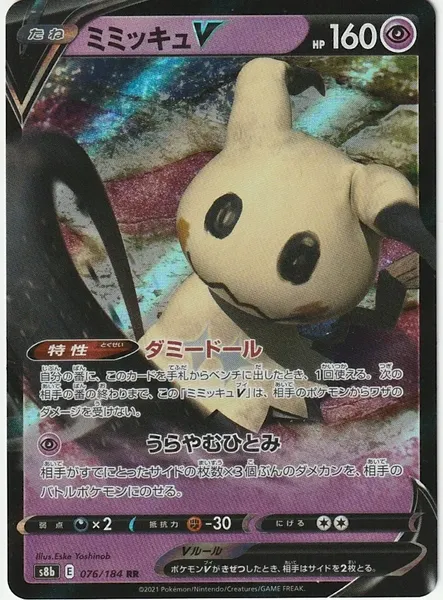 たね ミミッキュV HP 160
特性 とくせい ダミードール
自分の番に、このカードを手札からベンチに出したとき、1回使える。次の
相手の番の終わりまで、この「ミミッキュV」は、相手のポケモンからワザの
ダメージを受けない。
うらやむひとみ
相手がすでにとったサイドの枚数×3個ぶんのダメカンを、相手の
バトルポケモンにのせる。
弱点 ×2 抵抗力 -30 にげる
Illus.Eske Yoshinob
Vルール
ポケモンVがきぜつしたとき、相手はサイドを2枚とる。
s8b E 076/184 RR
©2021 Pokémon/Nintendo/Creatures/GAME FREAK.